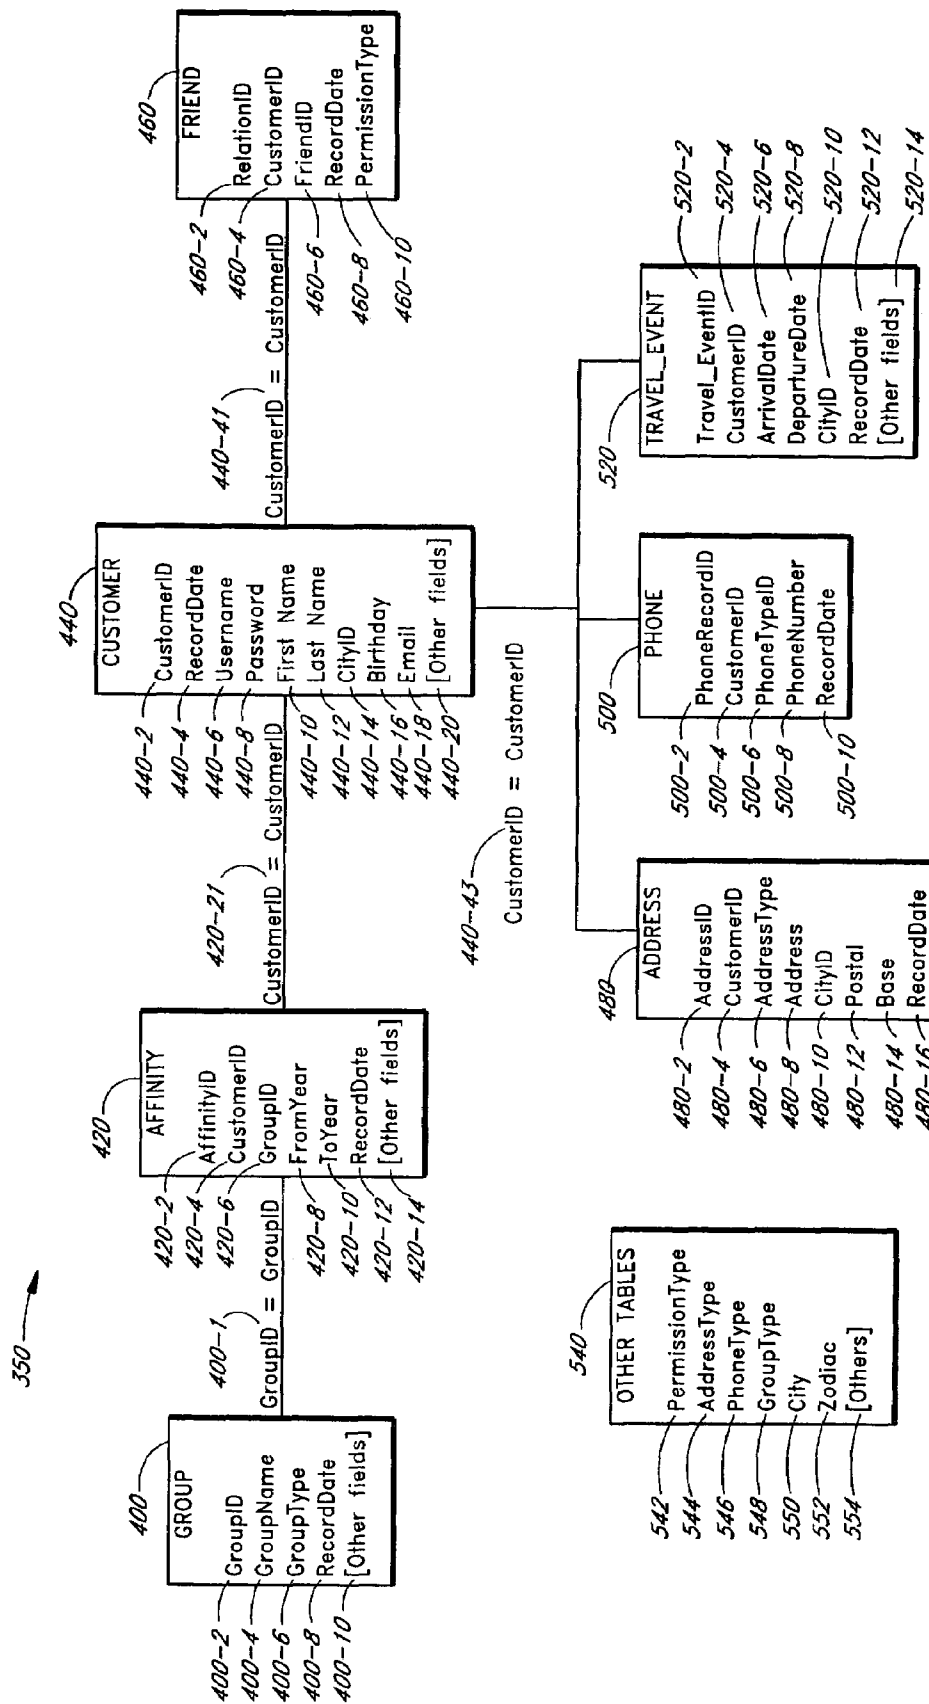 350
400
GROUP
400-2 GroupID
400-4 GroupName
400-6 GroupType
400-8 RecordDate
400-10 [Other fields]
400-1
GroupID = GroupID
420
AFFINITY
420-2 AffinityID
420-4 CustomerID
420-6 GroupID
420-8 FromYear
420-10 ToYear
420-12 RecordDate
420-14 [Other fields]
420-21
CustomerID = CustomerID
440
CUSTOMER
440-2 CustomerID
440-4 RecordDate
440-6 Username
440-8 Password
440-10 First Name
440-12 Last Name
440-14 CityID
440-16 Birthday
440-18 Email
440-20 [Other fields]
440-41
CustomerID = CustomerID
460
FRIEND
460-2 RelationID
460-4 CustomerID
460-6 FriendID
460-8 RecordDate
460-10 PermissionType
440-43
CustomerID = CustomerID
540
OTHER TABLES
542 PermissionType
544 AddressType
546 PhoneType
548 GroupType
550 City
552 Zodiac
554 [Others]
480
ADDRESS
480-2 AddressID
480-4 CustomerID
480-6 AddressType
480-8 Address
480-10 CityID
480-12 Postal
480-14 Base
480-16 RecordDate
500
PHONE
500-2 PhoneRecordID
500-4 CustomerID
500-6 PhoneTypeID
500-8 PhoneNumber
500-10 RecordDate
520
TRAVEL_EVENT
Travel_EventID 520-2
CustomerID 520-4
ArrivalDate 520-6
DepartureDate 520-8
CityID 520-10
RecordDate 520-12
[Other fields] 520-14